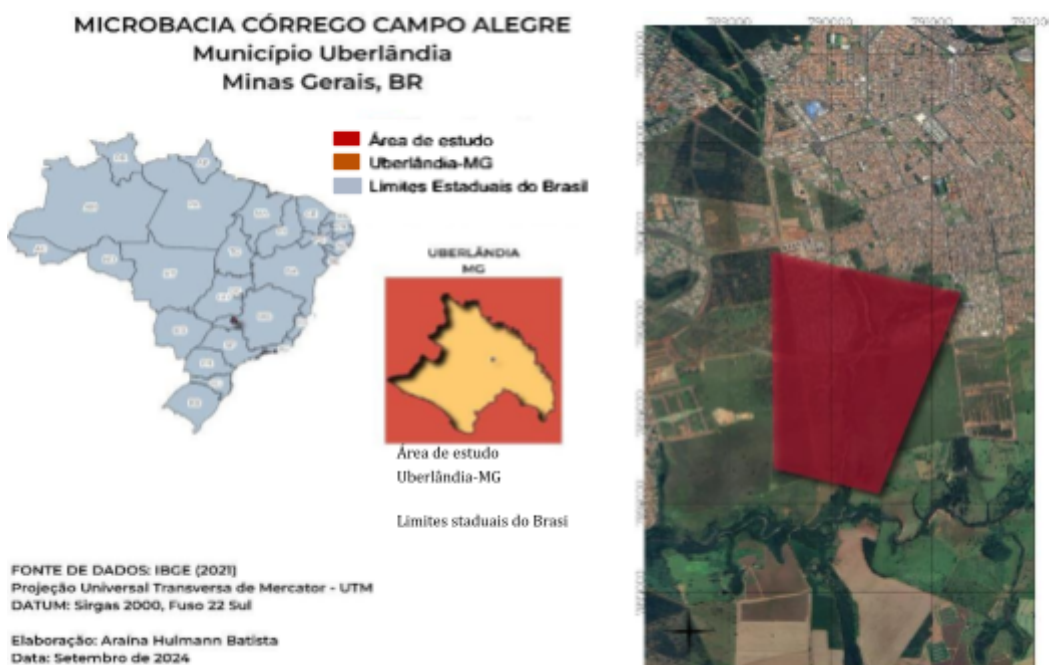 MICROBACIA CÓRREGO CAMPO ALEGRE
Município Uberlândia
Minas Gerais, BR
Área de estudo
Uberlândia-MG
Limites Estaduais do Brasil
UBERLÂNDIA
MG
Área de estudo
Uberlândia-MG
Limites staduais do Brasi
FONTE DE DADOS: IBGE (2021)
Projeção Universal Transversa de Mercator - UTM
DATUM: Sirgas 2000, Fuso 22 Sul
Elaboração: Araína Hulmann Batista
Data: Setembro de 2024